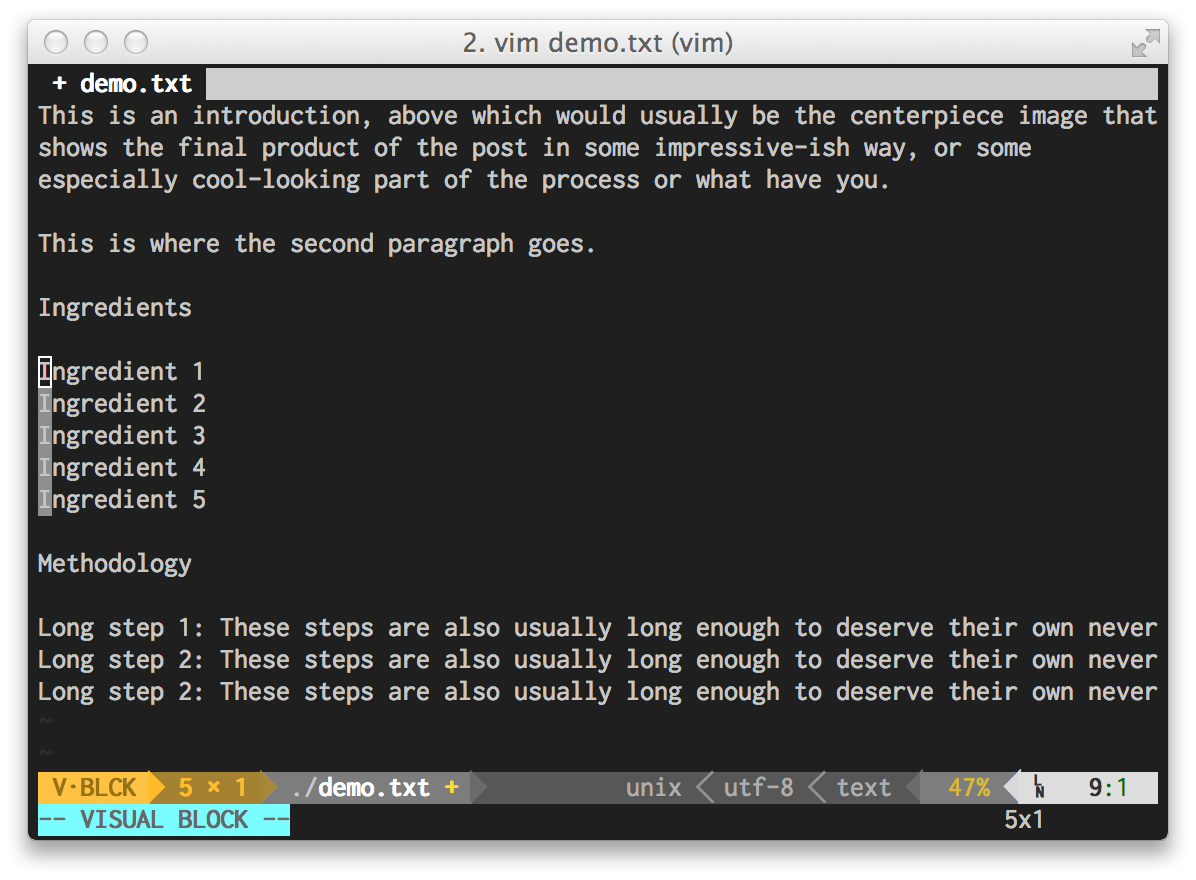 2. vim demo.txt (vim)
+ demo.txt
This is an introduction, above which would usually be the centerpiece image that
shows the final product of the post in some impressive-ish way, or some
especially cool-looking part of the process or what have you.
This is where the second paragraph goes.
Ingredients
Ingredient 1
Ingredient 2
Ingredient 3
Ingredient 4
Ingredient 5
Methodology
Long step 1: These steps are also usually long enough to deserve their own never
Long step 2: These steps are also usually long enough to deserve their own never
Long step 2: These steps are also usually long enough to deserve their own never
~
~
V·BLCK 5 × 1 ./demo.txt + unix utf-8 text 47% LN 9:1
-- VISUAL BLOCK -- 5x1